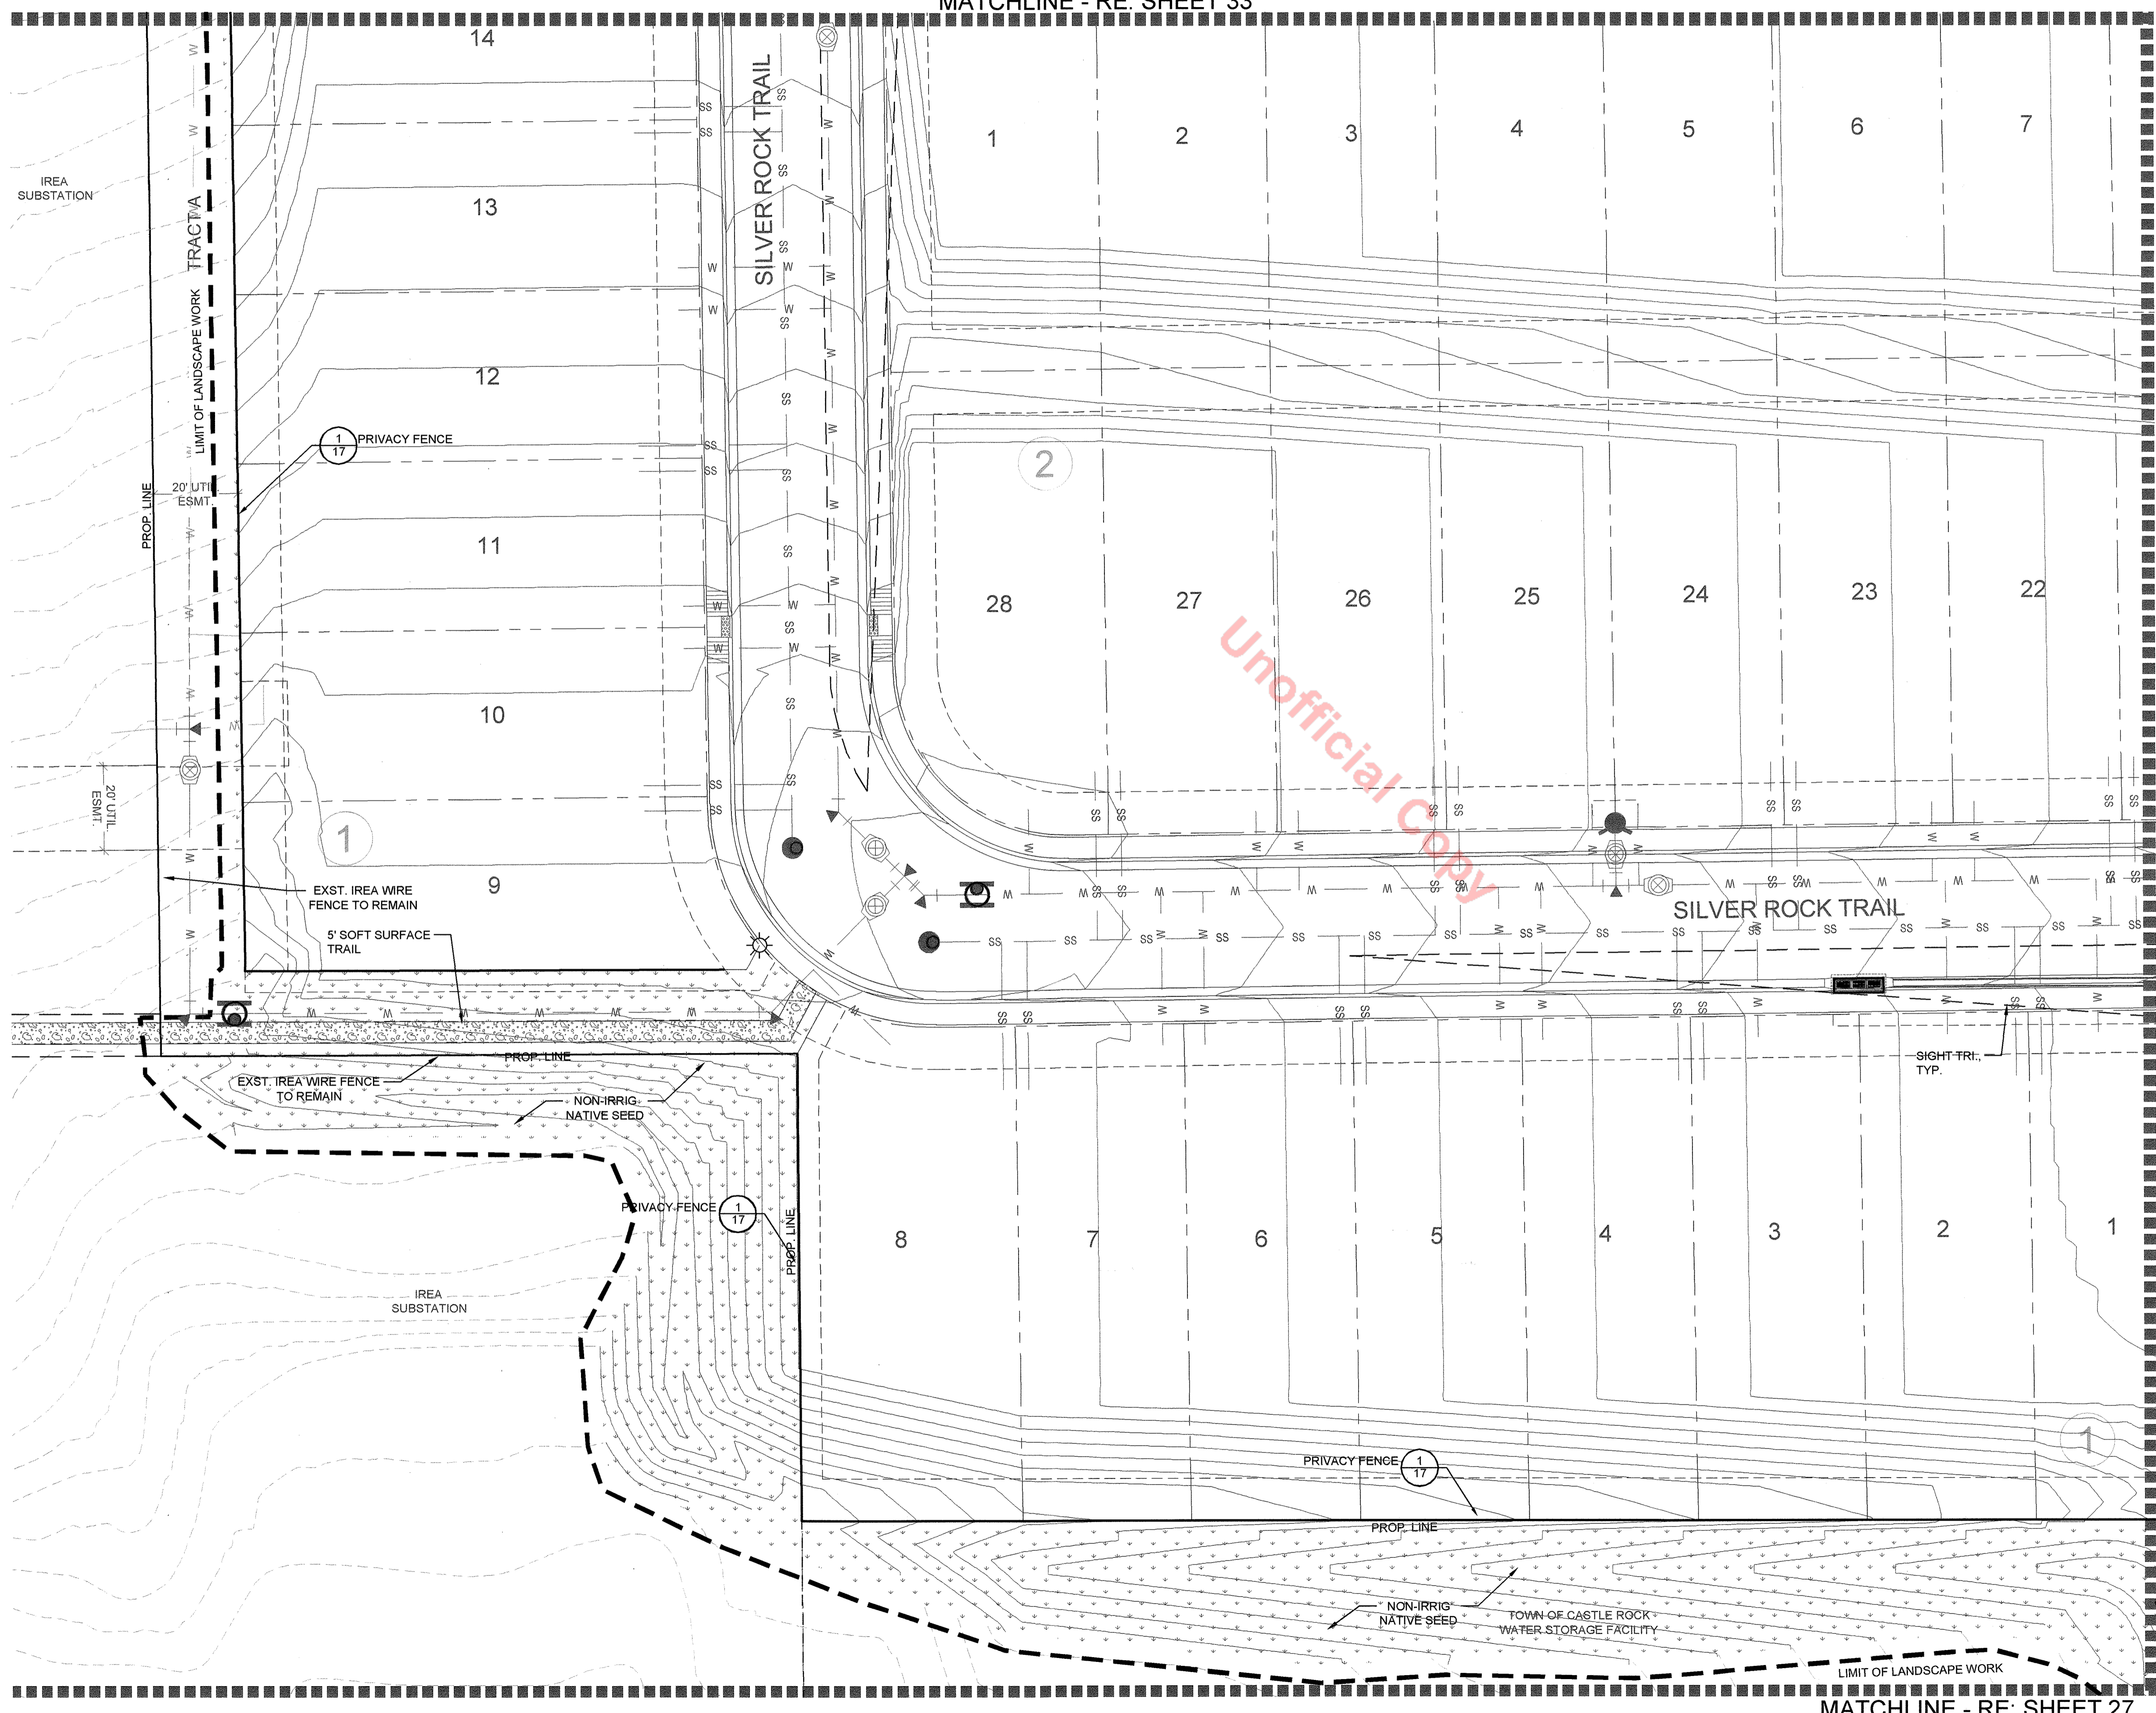 MATCHLINE - RE: SHEET 33
14
SILVER ROCK TRAIL
1
2
3
4
5
6
7
IREA
SUBSTATION
TRACT A
13
LIMIT OF LANDSCAPE WORK
12
1
17
PRIVACY FENCE
2
PROP. LINE
20' UTIL.
ESMT.
11
28
27
26
25
24
23
22
10
20' UTIL.
ESMT.
1
9
EXST. IREA WIRE
FENCE TO REMAIN
5' SOFT SURFACE
TRAIL
SILVER ROCK TRAIL
Unofficial Copy
SIGHT TRI.,
TYP.
PROP. LINE
EXST. IREA WIRE FENCE
TO REMAIN
NON-IRRIG
NATIVE SEED
PRIVACY FENCE
1
17
PROP. LINE
8
7
6
5
4
3
2
1
IREA
SUBSTATION
1
PRIVACY FENCE
1
17
PROP. LINE
NON-IRRIG
NATIVE SEED
TOWN OF CASTLE ROCK
WATER STORAGE FACILITY
LIMIT OF LANDSCAPE WORK
MATCHLINE - RE: SHEET 27